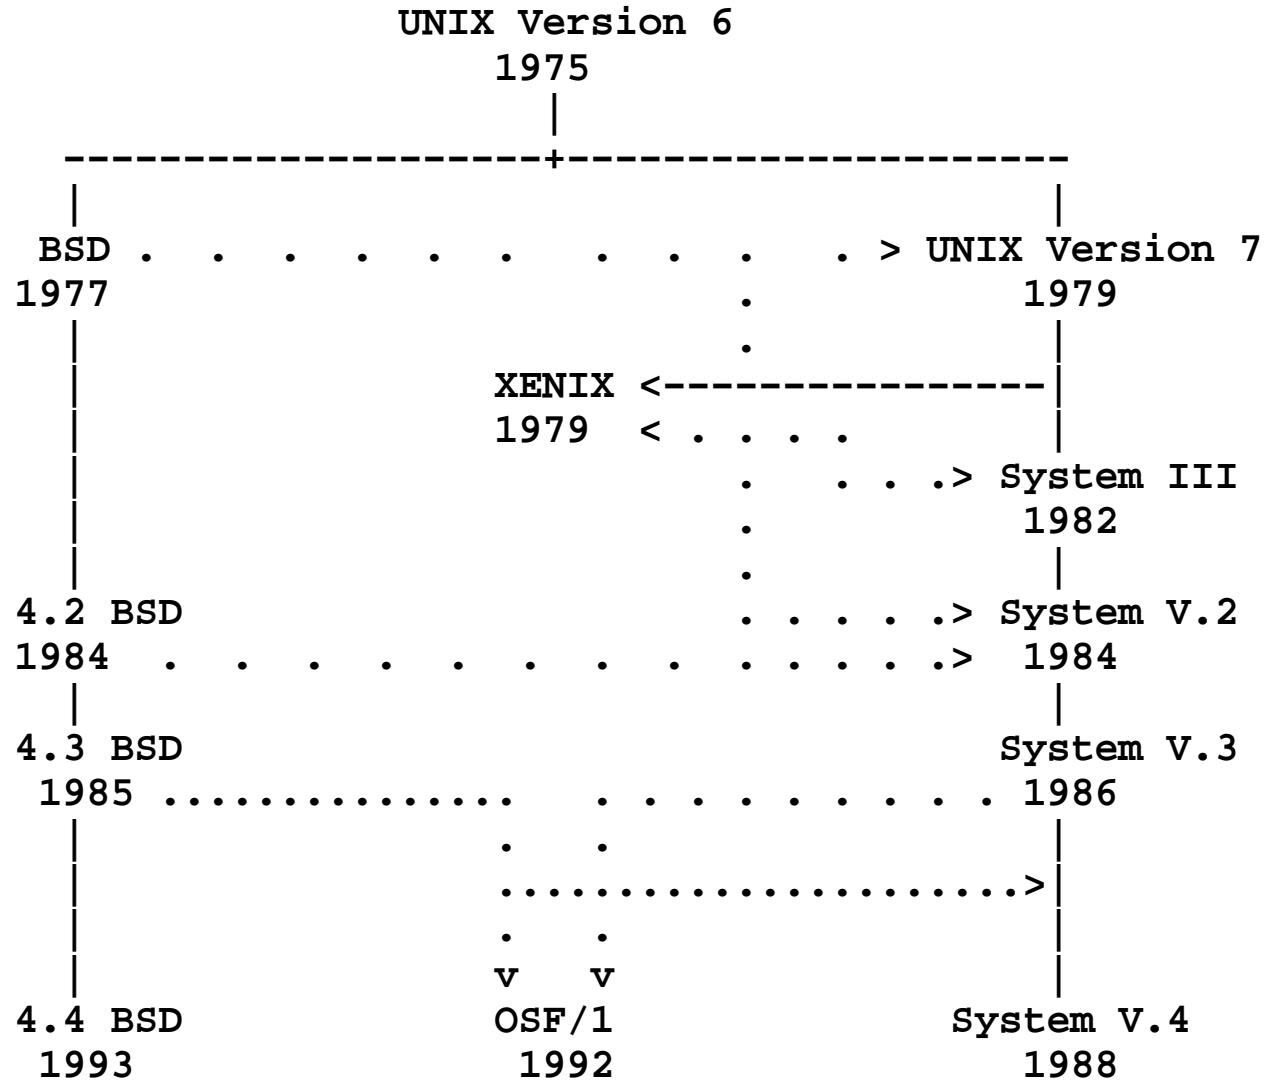 UNIX Version 6
1975
BSD . . . . . . . . . . > UNIX Version 7
1977 . 1979
.
XENIX <----------------
1979 < . . . .
. . . .> System III
. 1982
.
4.2 BSD . . . . .> System V.2
1984 . . . . . . . . . . . . .> 1984
4.3 BSD System V.3
1985 ............... . . . . . . . . . 1986
. .
.......................>
. .
v v
4.4 BSD OSF/1 System V.4
1993 1992 1988